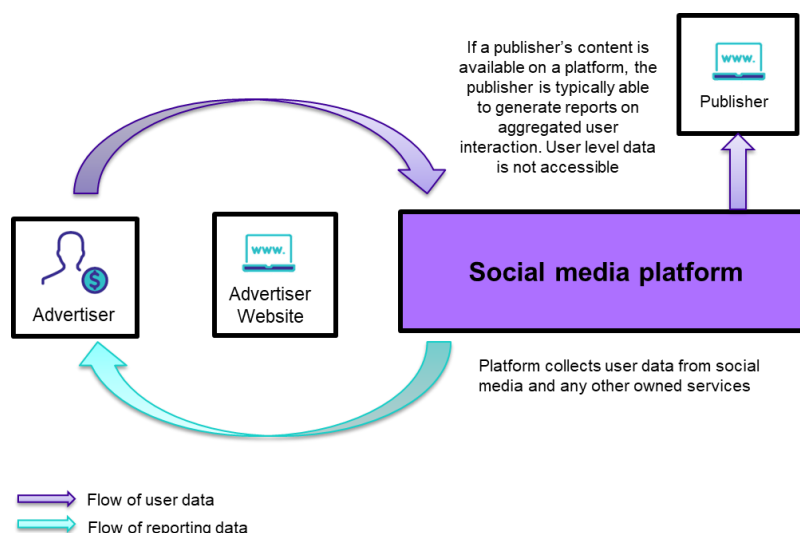 If a publisher's content is
available on a platform, the
publisher is typically able
to generate reports on
aggregated user
interaction. User level data
is not accessible
www.
Publisher
$
Advertiser
www.
Advertiser
Website
Social media platform
Platform collects user data from social
media and any other owned services
Flow of user data
Flow of reporting data